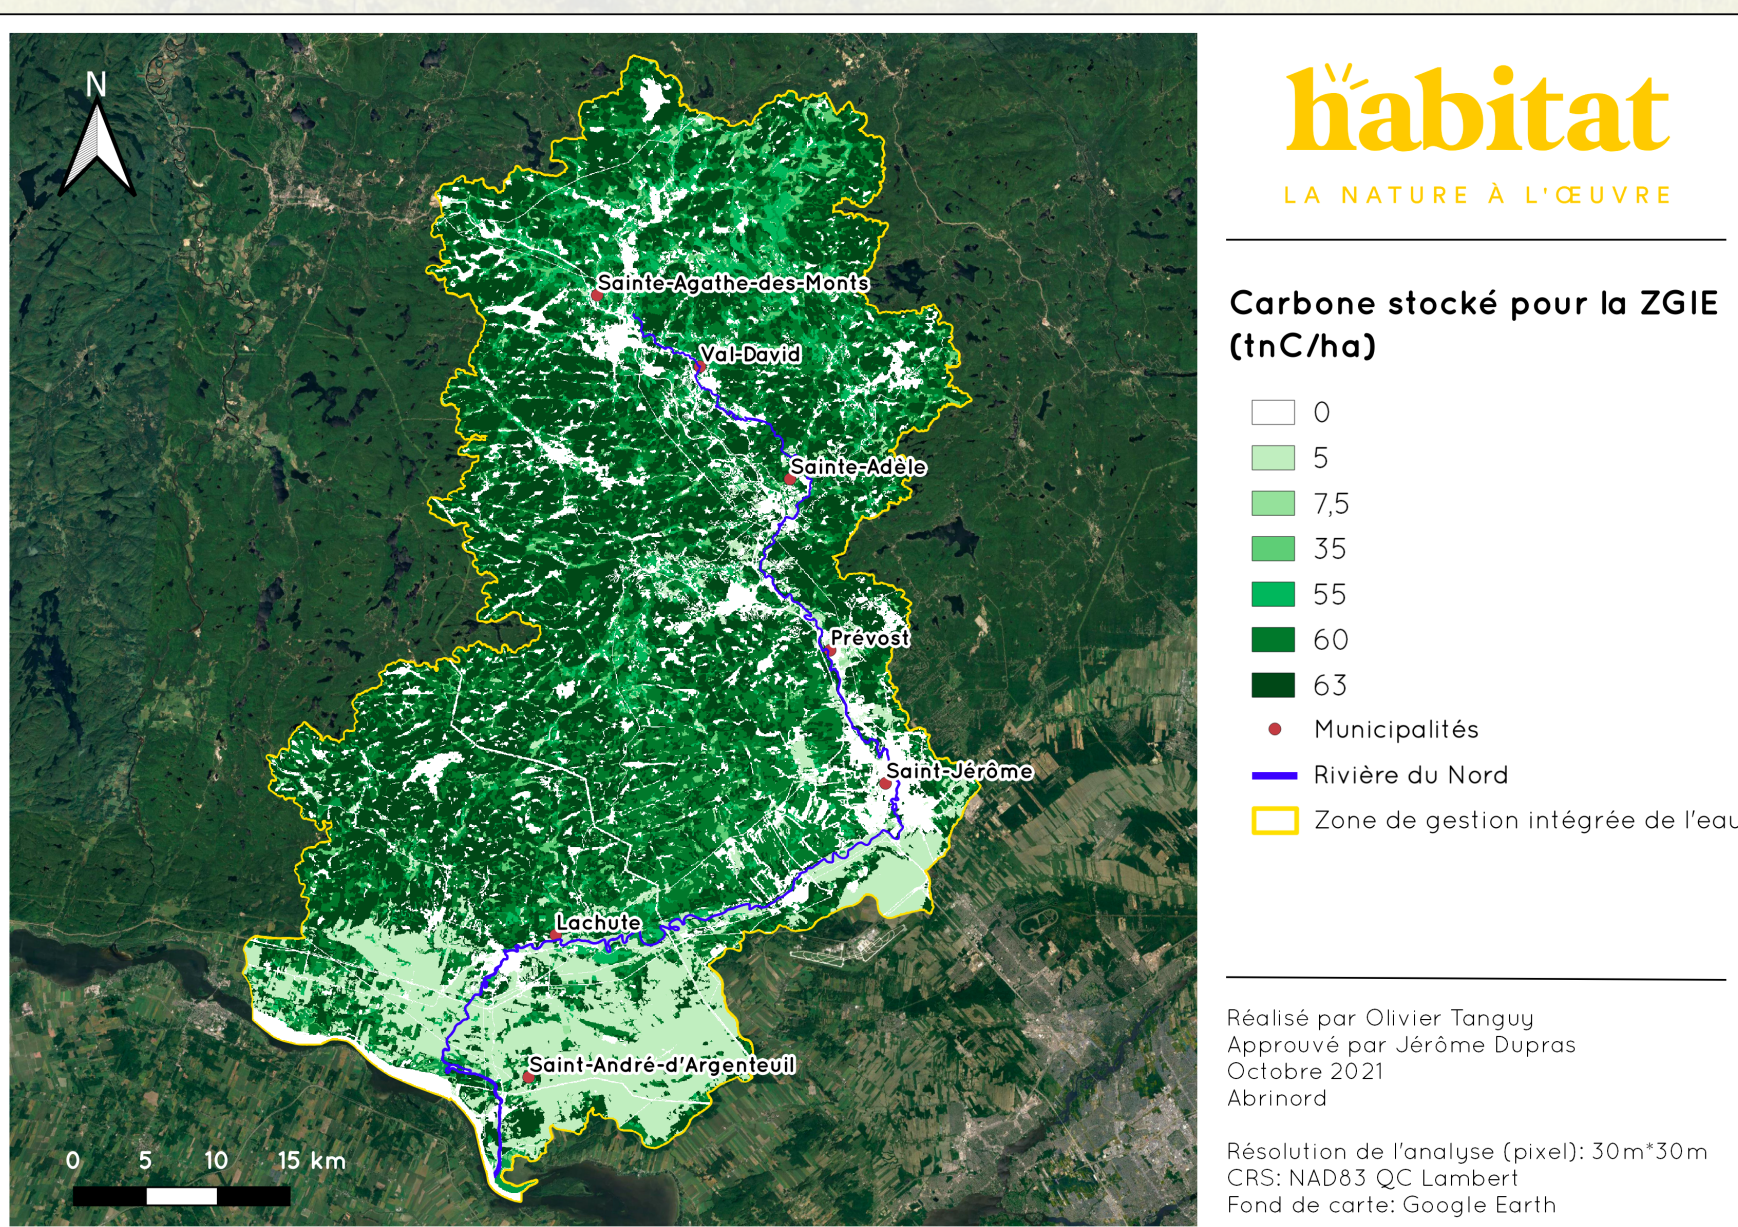 N
Sainte-Agathe-des-Monts
Val-David
Sainte-Adèle
Prévost
Saint-Jérôme
Lachute
Saint-André-d'Argenteuil
0 5 10 15 km
habitat
LA NATURE À L'ŒUVRE
Carbone stocké pour la ZGIE
(tnC/ha)
0
5
7,5
35
55
60
63
Municipalités
Rivière du Nord
Zone de gestion intégrée de l'eau
Réalisé par Olivier Tanguy
Approuvé par Jérôme Dupras
Octobre 2021
Abrinord
Résolution de l'analyse (pixel): 30m*30m
CRS: NAD83 QC Lambert
Fond de carte: Google Earth